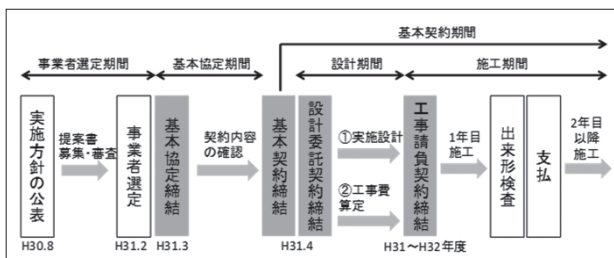 基本契約期間
事業者選定期間
基本協定期間
設計期間
施工期間
実施方針の公表
提案書
募集・審査
事業者選定
基本協定締結
契約内容
の確認
基本契約締結
設計委託契約締結
①実施設計
②工事費
算定
工事請負契約締結
1年目
施工
出来形検査
支払
2年目
以降
施工
H30.8
H31.2
H31.3
H31.4
H31～H32年度